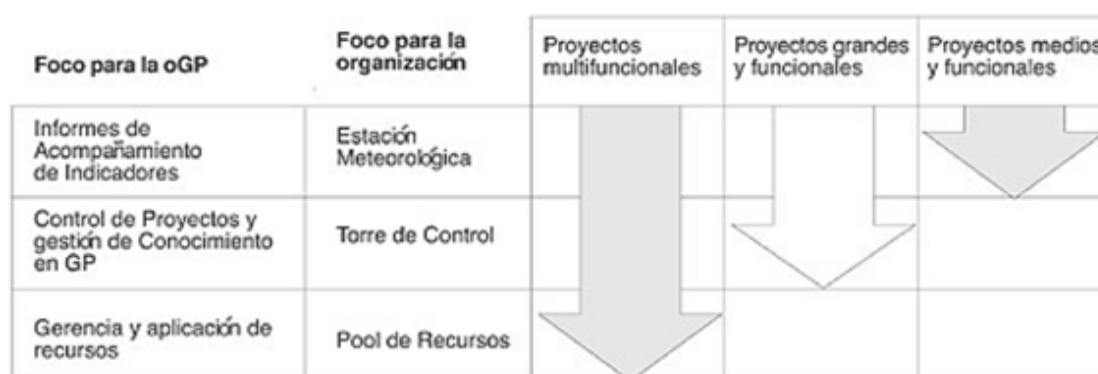 Foco para la oGP
Foco para la
organización
Proyectos
multifuncionales
Proyectos grandes
y funcionales
Proyectos medios
y funcionales
Informes de
Acompañamiento
de Indicadores
Estación
Meteorológica
Control de Proyectos y
gestión de Conocimiento
en GP
Torre de Control
Gerencia y aplicación de
recursos
Pool de Recursos